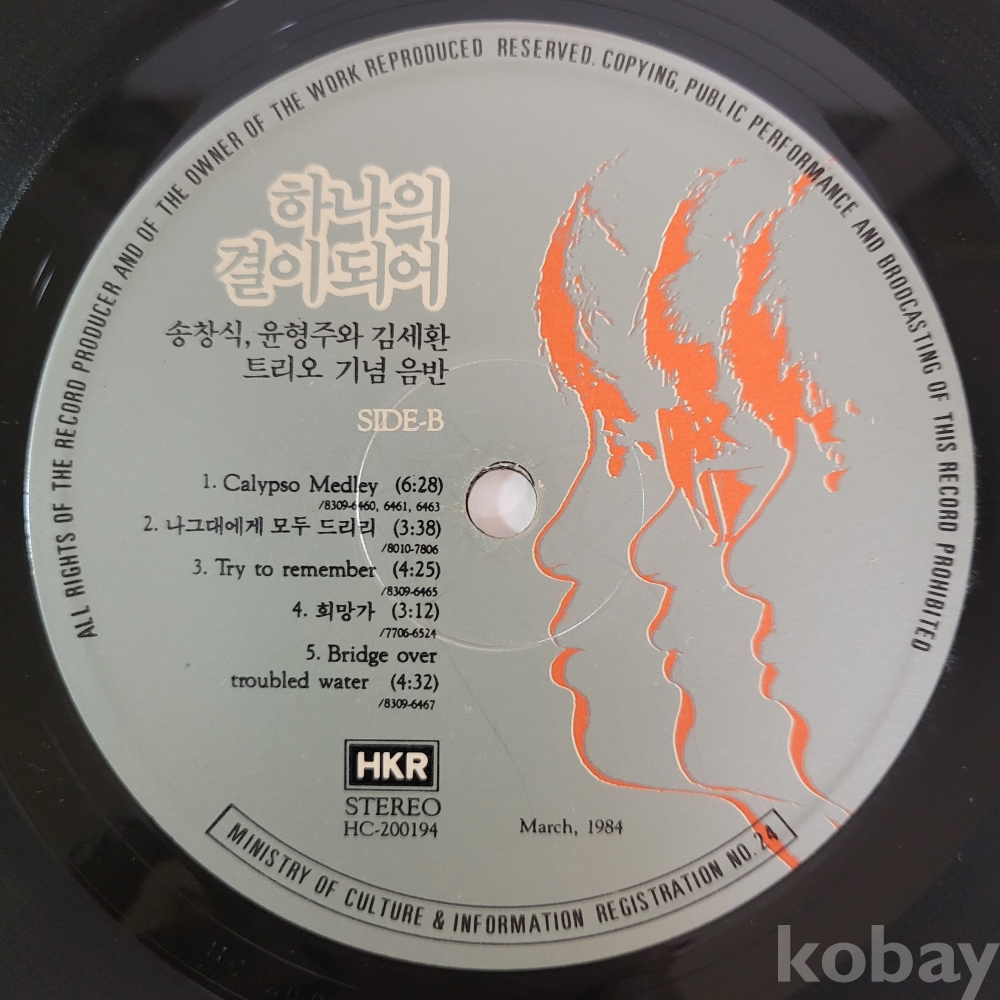 ALL RIGHTS OF THE RECORD PRODUCER AND OF THE OWNER OF THE WORK REPRODUCED RESERVED. COPYING, PUBLIC PERFORMANCE AND BRODCASTING OF THIS RECORD PROHIBITED
하나의
결이되어
송창식, 윤형주와 김세환
트리오 기념 음반
SIDE-B
1. Calypso Medley (6:28)
/8309-6460, 6461, 6463
2. 나그대에게 모두 드리리 (3:38)
/8010-7806
3. Try to remember (4:25)
/8309-6465
4. 희망가 (3:12)
/7706-6524
5. Bridge over
troubled water (4:32)
/8309-6467
HKR
STEREO
HC-200194
March, 1984
MINISTRY OF CULTURE & INFORMATION REGISTRATION NO. 24
kobay